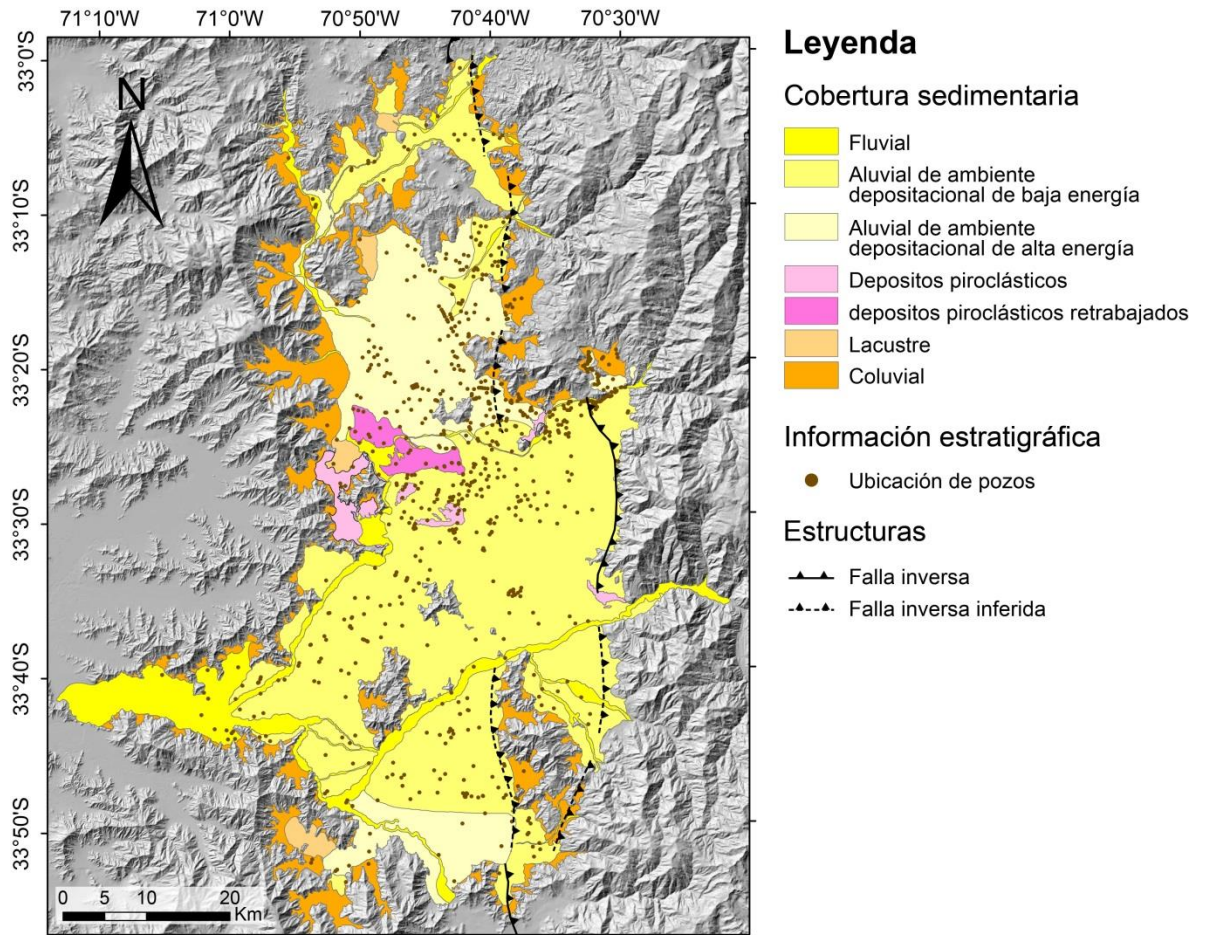 71°10'W 71°0'W 70°50'W 70°40'W 70°30'W
33°0'S
33°10'S
33°20'S
33°30'S
33°40'S
33°50'S
N
0 5 10 20
Km
Leyenda
Cobertura sedimentaria
Fluvial
Aluvial de ambiente
depositacional de baja energía
Aluvial de ambiente
depositacional de alta energía
Depositos piroclásticos
depositos piroclásticos retrabajados
Lacustre
Coluvial
Información estratigráfica
Ubicación de pozos
Estructuras
Falla inversa
Falla inversa inferida